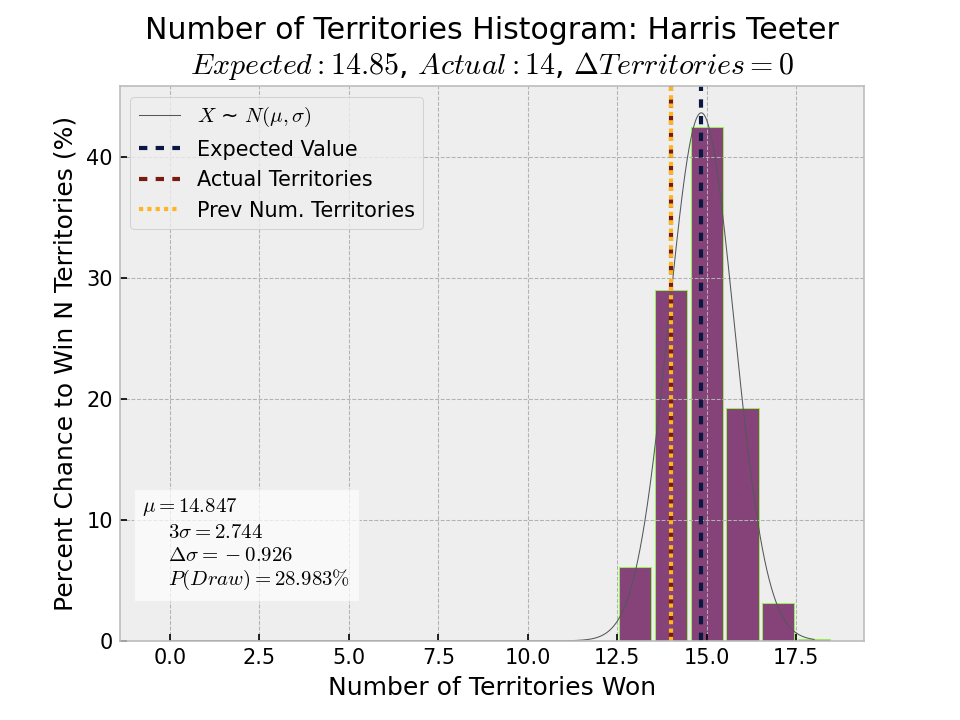 Number of Territories Histogram: Harris Teeter
Expected : 14.85, Actual : 14, ΔTerritories = 0
X ~ N(μ, σ)
Expected Value
Actual Territories
Prev Num. Territories
Percent Chance to Win N Territories (%)
40
30
20
10
0
μ = 14.847
3σ = 2.744
Δσ = −0.926
P(Draw) = 28.983%
0.0 2.5 5.0 7.5 10.0 12.5 15.0 17.5
Number of Territories Won